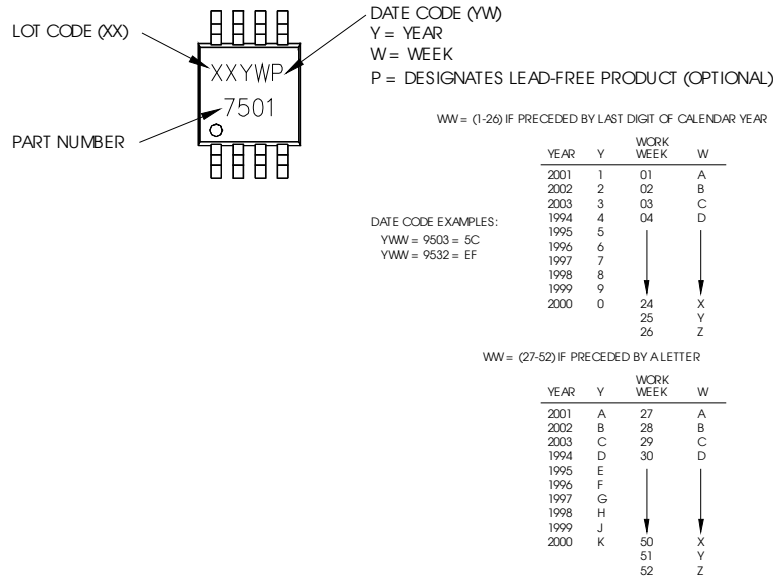 LOT CODE (XX)
XXYWP
7501
PART NUMBER
DATE CODE (YW)
Y = YEAR
W = WEEK
P = DESIGNATES LEAD-FREE PRODUCT (OPTIONAL)
WW = (1-26) IF PRECEDED BY LAST DIGIT OF CALENDAR YEAR
WORK
YEAR Y WEEK W
2001 1 01 A
2002 2 02 B
2003 3 03 C
1994 4 04 D
1995 5
1996 6
1997 7
1998 8
1999 9
2000 0 24 X
25 Y
26 Z
DATE CODE EXAMPLES:
YWW = 9503 = 5C
YWW = 9532 = EF
WW = (27-52) IF PRECEDED BY A LETTER
WORK
YEAR Y WEEK W
2001 A 27 A
2002 B 28 B
2003 C 29 C
1994 D 30 D
1995 E
1996 F
1997 G
1998 H
1999 J
2000 K 50 X
51 Y
52 Z